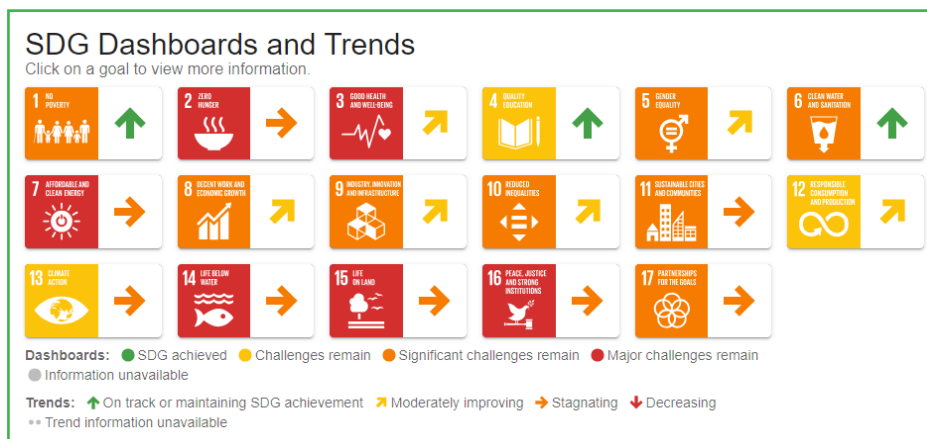 SDG Dashboards and Trends
Click on a goal to view more information.
1 NO
POVERTY
2 ZERO
HUNGER
3 GOOD HEALTH
AND WELL-BEING
4 QUALITY
EDUCATION
5 GENDER
EQUALITY
6 CLEAN WATER
AND SANITATION
7 AFFORDABLE AND
CLEAN ENERGY
8 DECENT WORK AND
ECONOMIC GROWTH
9 INDUSTRY, INNOVATION
AND INFRASTRUCTURE
10 REDUCED
INEQUALITIES
11 SUSTAINABLE CITIES
AND COMMUNITIES
12 RESPONSIBLE
CONSUMPTION
AND PRODUCTION
13 CLIMATE
ACTION
14 LIFE BELOW
WATER
15 LIFE
ON LAND
16 PEACE, JUSTICE
AND STRONG
INSTITUTIONS
17 PARTNERSHIPS
FOR THE GOALS
Dashboards: SDG achieved Challenges remain Significant challenges remain Major challenges remain
Information unavailable
Trends: On track or maintaining SDG achievement Moderately improving Stagnating Decreasing
Trend information unavailable